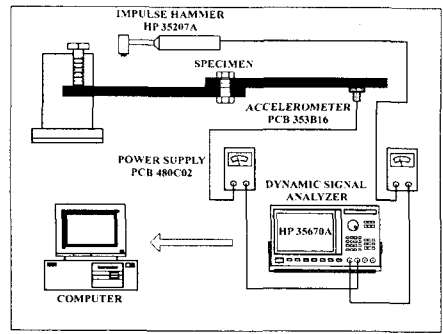 IMPULSE HAMMER
HP 35207A
SPECIMEN
ACCELEROMETER
PCB 353B16
POWER SUPPLY
PCB 480C02
DYNAMIC SIGNAL
ANALYZER
HP 35670A
COMPUTER